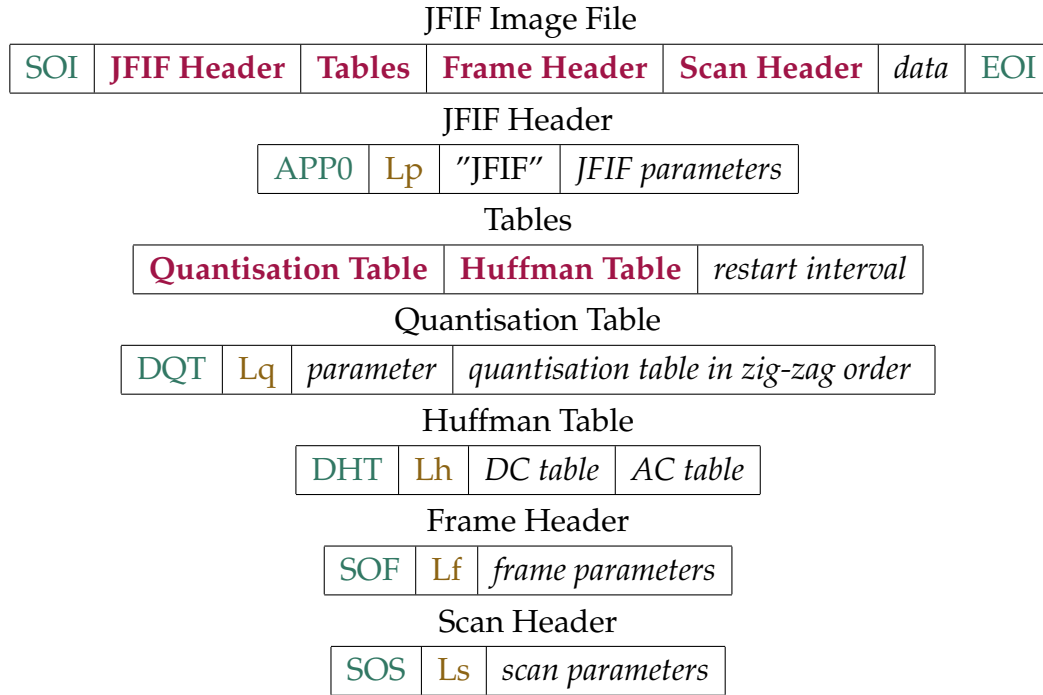 JFIF Image File
SOI JFIF Header Tables Frame Header Scan Header data EOI
JFIF Header
APP0 Lp ”JFIF” JFIF parameters
Tables
Quantisation Table Huffman Table restart interval
Quantisation Table
DQT Lq parameter quantisation table in zig-zag order
Huffman Table
DHT Lh DC table AC table
Frame Header
SOF Lf frame parameters
Scan Header
SOS Ls scan parameters